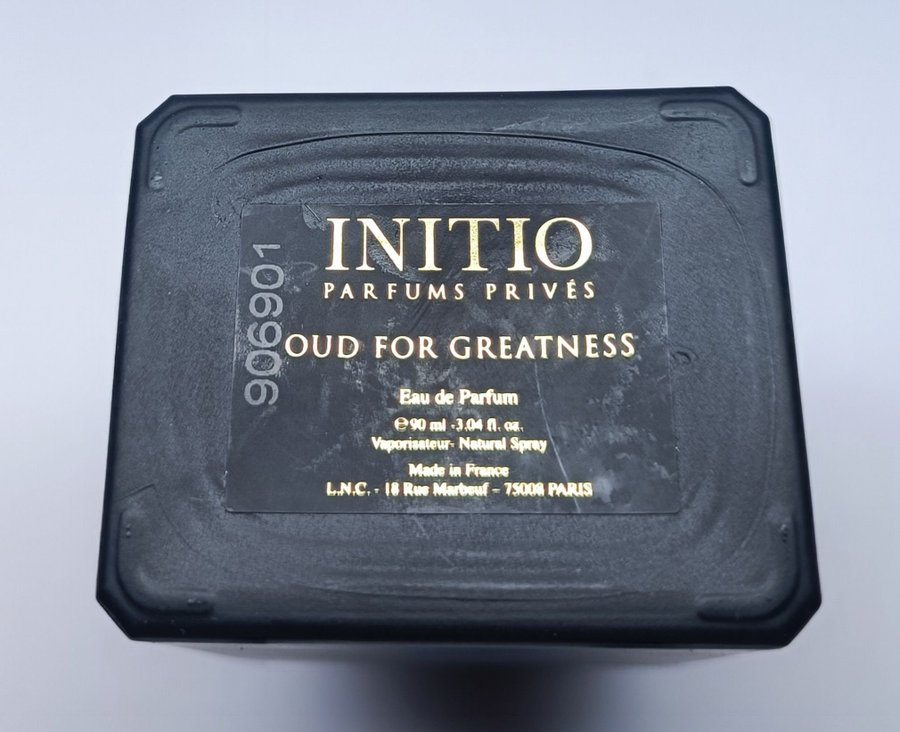 INITIO
PARFUMS PRIVÉS
OUD FOR GREATNESS
Eau de Parfum
℮ 90 ml -3.04 fl. oz.
Vaporisateur- Natural Spray
Made in France
L.N.C. - 18 Rue Marbeuf - 75008 PARIS
906901